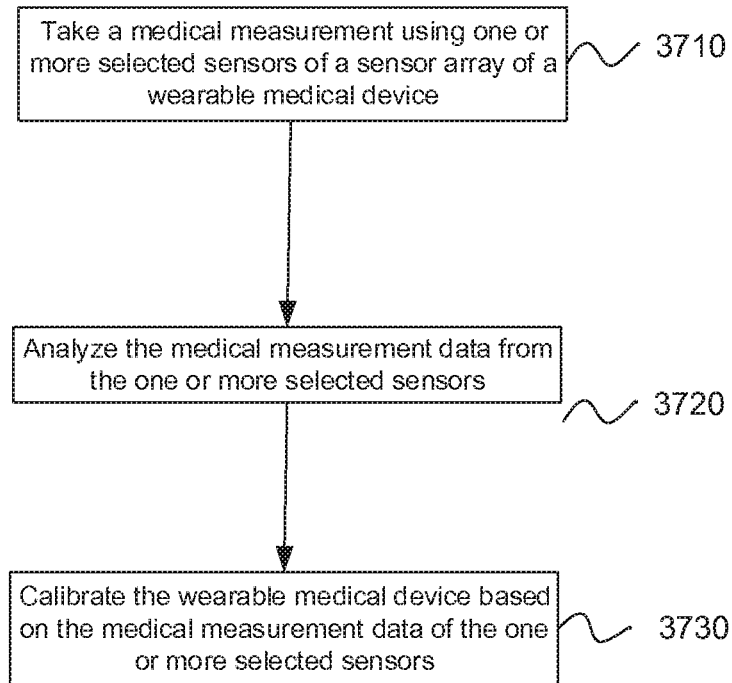 Take a medical measurement using one or
more selected sensors of a sensor array of a
wearable medical device
3710
Analyze the medical measurement data from
the one or more selected sensors
3720
Calibrate the wearable medical device based
on the medical measurement data of the one
or more selected sensors
3730